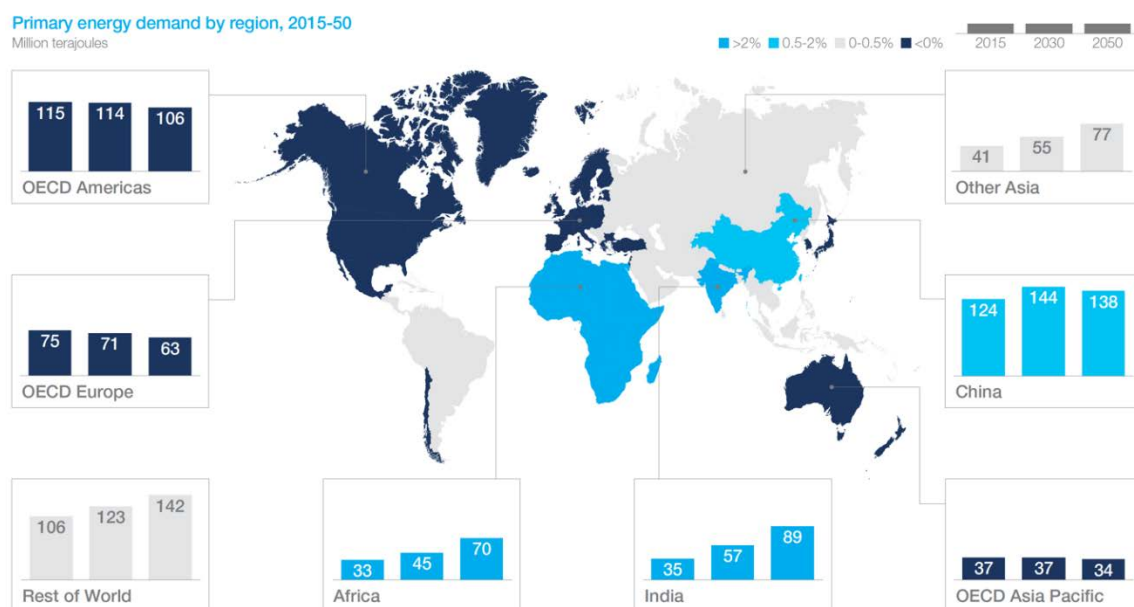 Primary energy demand by region, 2015-50
Million terajoules
>2% 0.5-2% 0-0.5% <0%
2015 2030 2050
115 114 106
OECD Americas
41 55 77
Other Asia
75 71 63
OECD Europe
124 144 138
China
106 123 142
Rest of World
33 45 70
Africa
35 57 89
India
37 37 34
OECD Asia Pacific